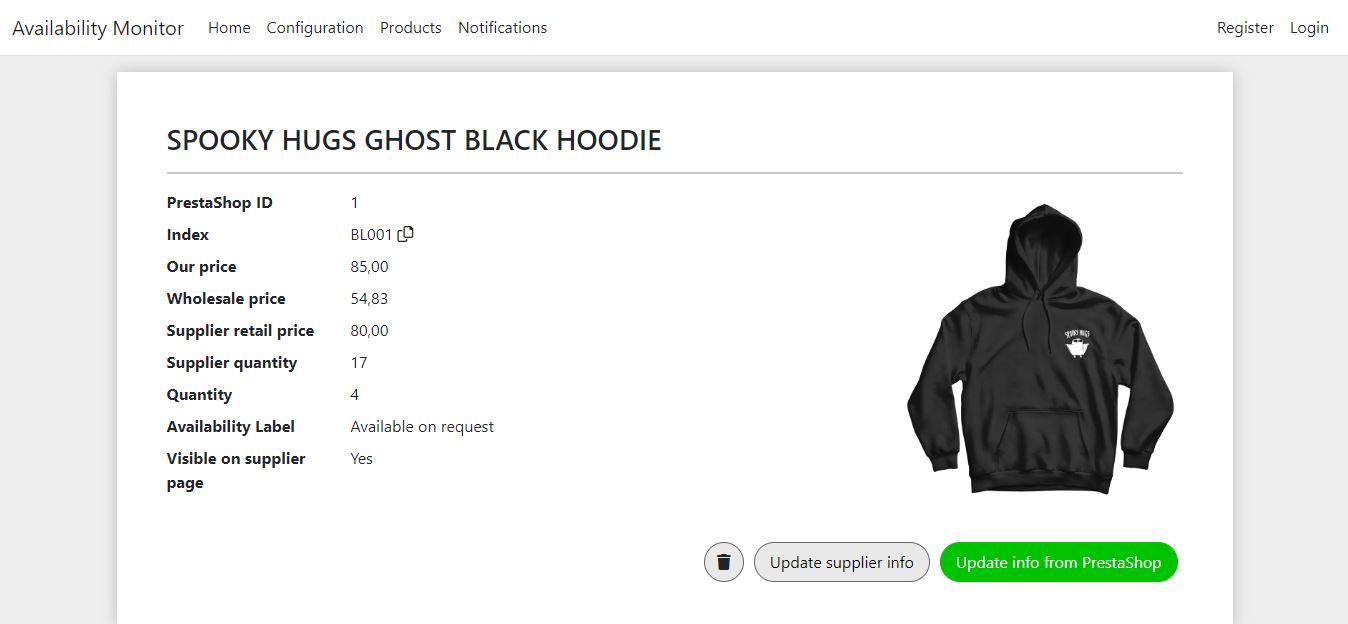 Availability Monitor Home Configuration Products Notifications Register Login
SPOOKY HUGS GHOST BLACK HOODIE
PrestaShop ID 1
Index BL001
Our price 85,00
Wholesale price 54,83
Supplier retail price 80,00
Supplier quantity 17
Quantity 4
Availability Label Available on request
Visible on supplier Yes
page
SPOOKY HUGS
Update supplier info Update info from PrestaShop